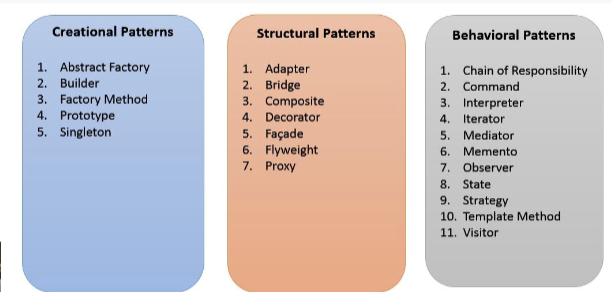 Creational Patterns
1. Abstract Factory
2. Builder
3. Factory Method
4. Prototype
5. Singleton
Structural Patterns
1. Adapter
2. Bridge
3. Composite
4. Decorator
5. Façade
6. Flyweight
7. Proxy
Behavioral Patterns
1. Chain of Responsibility
2. Command
3. Interpreter
4. Iterator
5. Mediator
6. Memento
7. Observer
8. State
9. Strategy
10. Template Method
11. Visitor